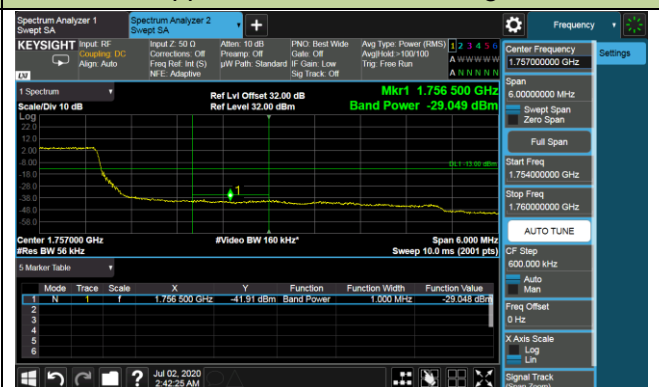 Spectrum Analyzer 1
Swept SA
Spectrum Analyzer 2
Swept SA
+
Frequency
KEYSIGHT
Input: RF
Coupling: DC
Align: Auto
Input Z: 50 Ω
Corrections: Off
Freq Ref: Int (S)
NFE: Adaptive
Atten: 10 dB
Preamp: Off
µW Path: Standard
PNO: Best Wide
Gate: Off
IF Gain: Low
Sig Track: Off
Avg Type: Power (RMS)
Avg|Hold:>100/100
Trig: Free Run
1 2 3 4 5 6
A W W W W W
A N N N N N
LXI
1 Spectrum
Scale/Div 10 dB
Ref Lvl Offset 32.00 dB
Ref Level 32.00 dBm
Mkr1 1.756 500 GHz
Band Power -29.049 dBm
Log
22.0
12.0
2.00
-8.00
-18.0
-28.0
-38.0
-48.0
-58.0
DL1 -13.00 dBm
1
Center 1.757000 GHz
#Res BW 56 kHz
#Video BW 160 kHz*
Span 6.000 MHz
Sweep 10.0 ms (2001 pts)
5 Marker Table
Mode Trace Scale X Y Function Function Width Function Value
1 N 1 f 1.756 500 GHz -41.91 dBm Band Power 1.000 MHz -29.048 dBm
2
3
4
5
6
Jul 02, 2020
2:42:25 AM
Center Frequency
1.757000000 GHz
Settings
Span
6.00000000 MHz
Swept Span
Zero Span
Full Span
Start Freq
1.754000000 GHz
Stop Freq
1.760000000 GHz
AUTO TUNE
CF Step
600.000 kHz
Auto
Man
Freq Offset
0 Hz
X Axis Scale
Log
Lin
Signal Track
(Span Zoom)